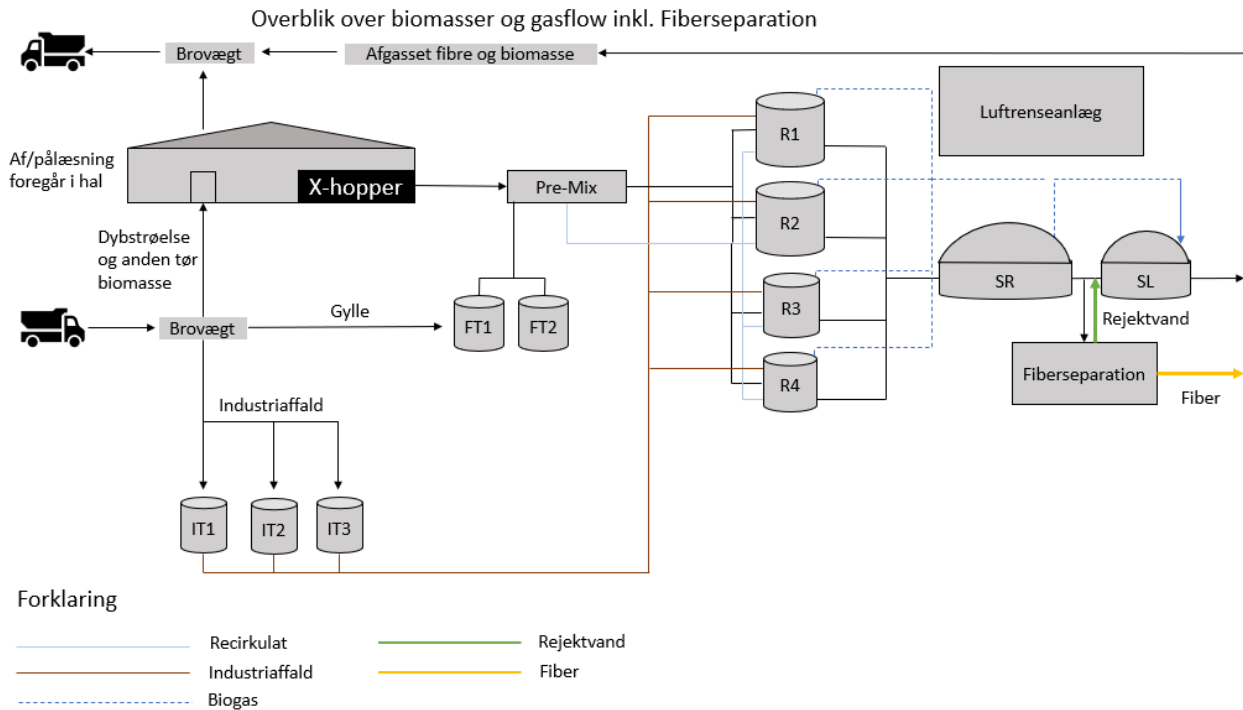 Overblik over biomasser og gasflow inkl. Fiberseparation
Brovægt
Afgasset fibre og biomasse
Luftrenseanlæg
Af/pålæsning
foregår i hal
X-hopper
Pre-Mix
R1
R2
R3
R4
SR
SL
Dybstrøelse
og anden tør
biomasse
Brovægt
Gylle
FT1
FT2
Rejektvand
Fiberseparation
Fiber
Industriaffald
IT1
IT2
IT3
Forklaring
Recirkulat
Rejektvand
Industriaffald
Fiber
Biogas